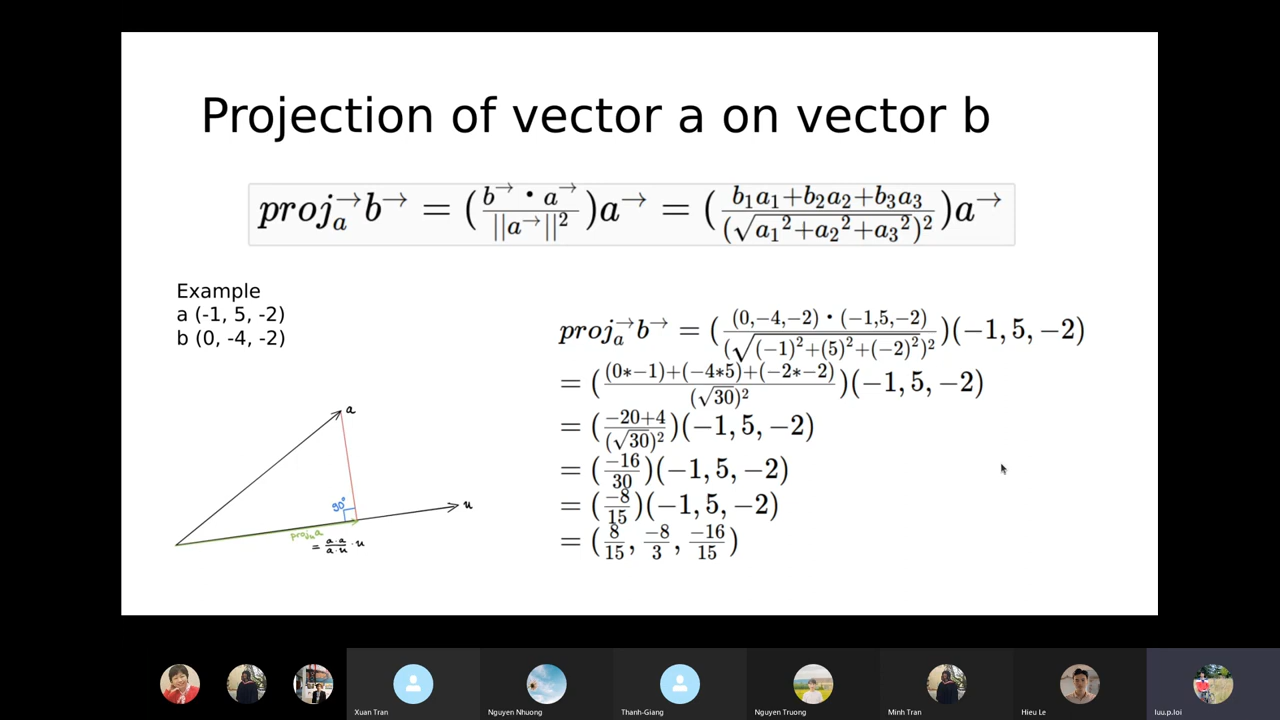 Projection of vector a on vector b
proj_a→ b→ = (b→ • a→ / ||a→||²)a→ = (b₁a₁+b₂a₂+b₃a₃ / (√a₁²+a₂²+a₃²)²)a→
Example
a (-1, 5, -2)
b (0, -4, -2)
proj_a→ b→ = ((0,−4,−2) • (−1,5,−2) / (√(−1)²+(5)²+(−2)²)²)(−1, 5, −2)
= ((0∗−1)+(−4∗5)+(−2∗−2) / (√30)²)(−1, 5, −2)
= (−20+4 / (√30)²)(−1, 5, −2)
= (−16 / 30)(−1, 5, −2)
= (−8 / 15)(−1, 5, −2)
= (8 / 15, −8 / 3, −16 / 15)
a
90°
u
proj_u a
= a·a / a·u · u
Xuan Tran
Nguyen Nhuong
Thanh-Giang
Nguyen Truong
Minh Tran
Hieu Le
luu.p.loi